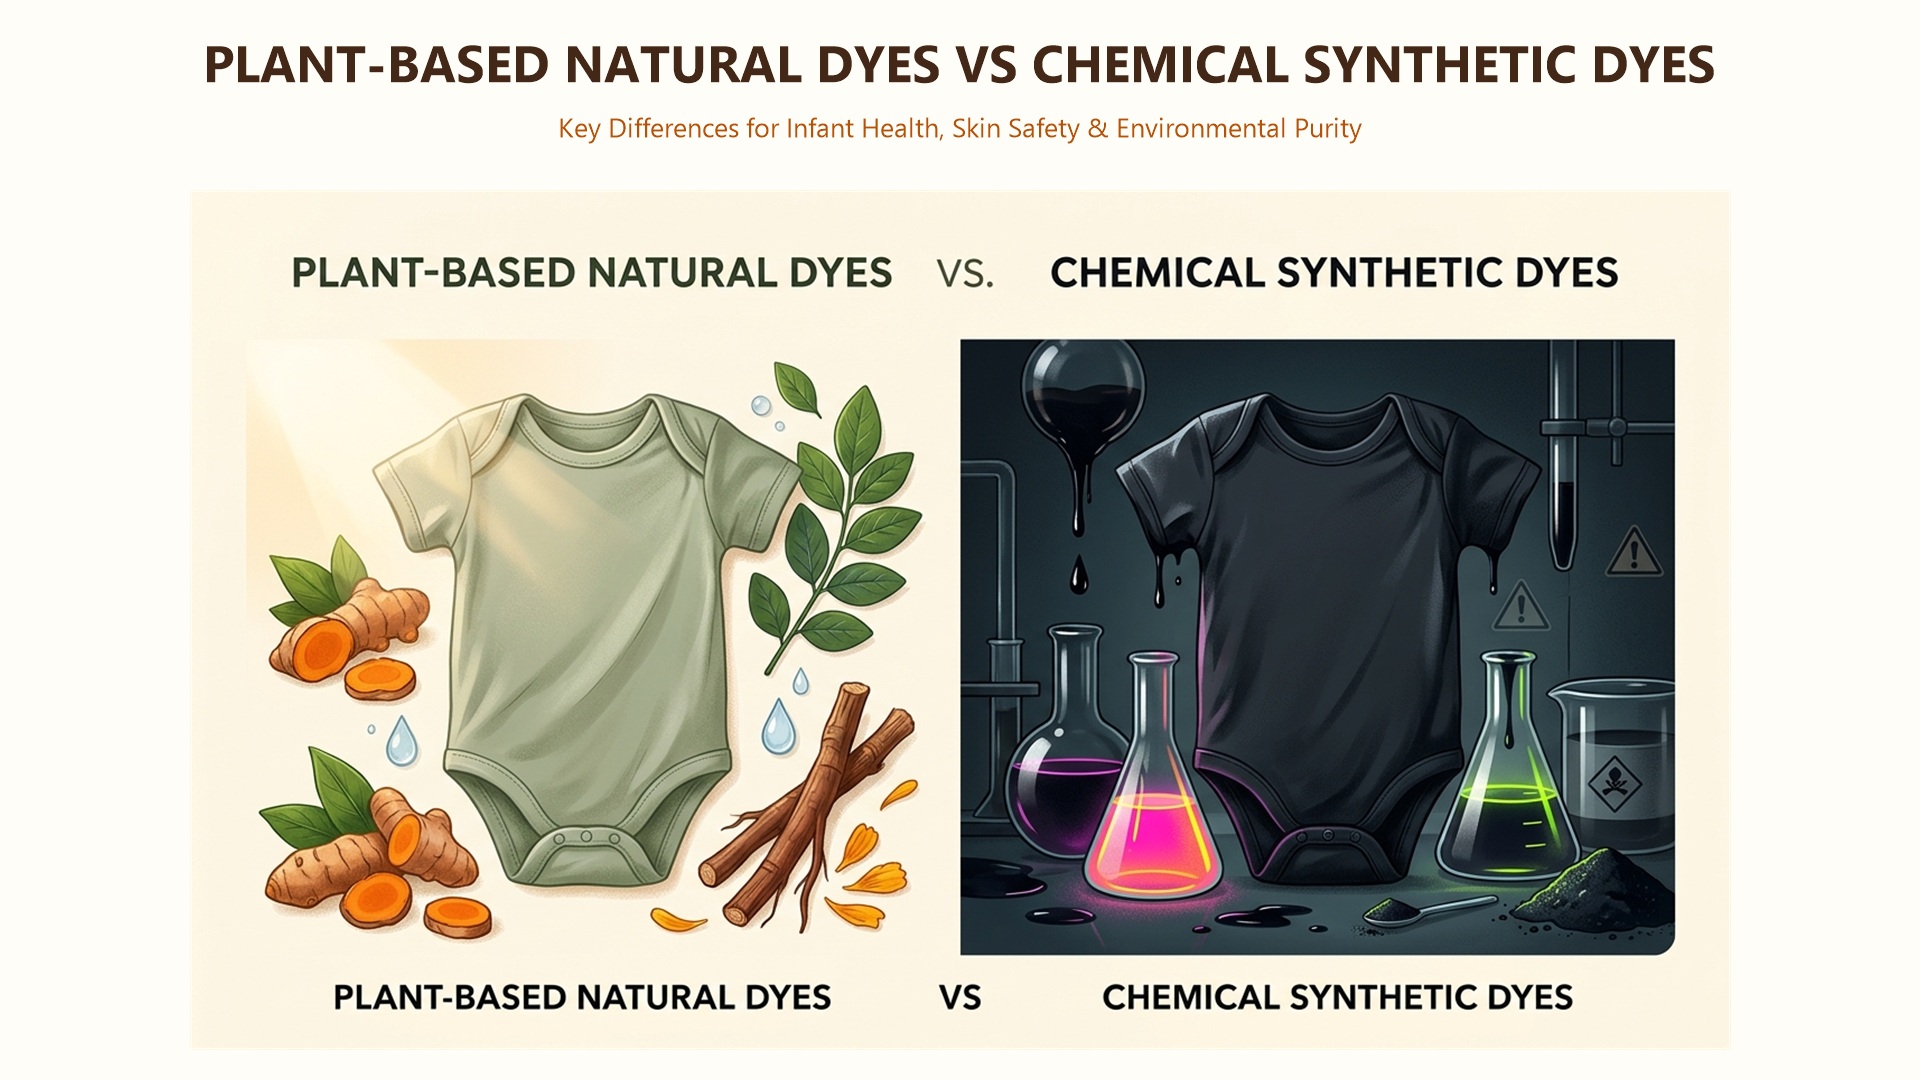 PLANT-BASED NATURAL DYES VS CHEMICAL SYNTHETIC DYES
Key Differences for Infant Health, Skin Safety & Environmental Purity
PLANT-BASED NATURAL DYES VS. CHEMICAL SYNTHETIC DYES
PLANT-BASED NATURAL DYES VS CHEMICAL SYNTHETIC DYES